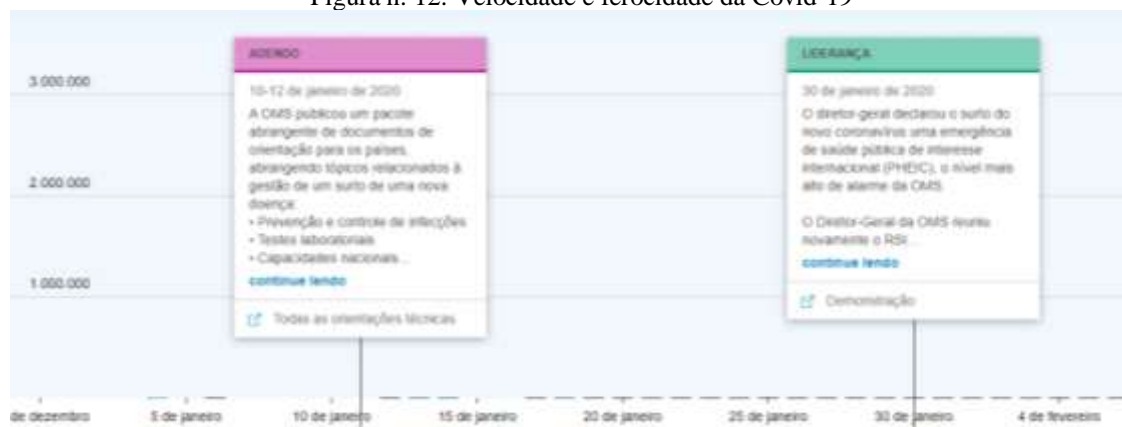 Figura n. 12: Velocidade e ferocidade da Covid-19
ADENDO
10-12 de janeiro de 2020
A OMS publicou um pacote
abrangente de documentos de
orientação para os países,
abrangendo tópicos relacionados à
gestão de um surto de uma nova
doença:
• Prevenção e controle de infecções
• Testes laboratoriais
• Capacidades nacionais...
continue lendo
Todas as orientações técnicas
LIDERANÇA
30 de janeiro de 2020
O diretor-geral declarou o surto do
novo coronavírus uma emergência
de saúde pública de interesse
internacional (PHEIC), o nível mais
alto de alarme da OMS.
O Diretor-Geral da OMS reuniu
novamente o RSI...
continue lendo
Demonstração
3.000.000
2.000.000
1.000.000
de dezembro
5 de janeiro
10 de janeiro
15 de janeiro
20 de janeiro
25 de janeiro
30 de janeiro
4 de fevereiro